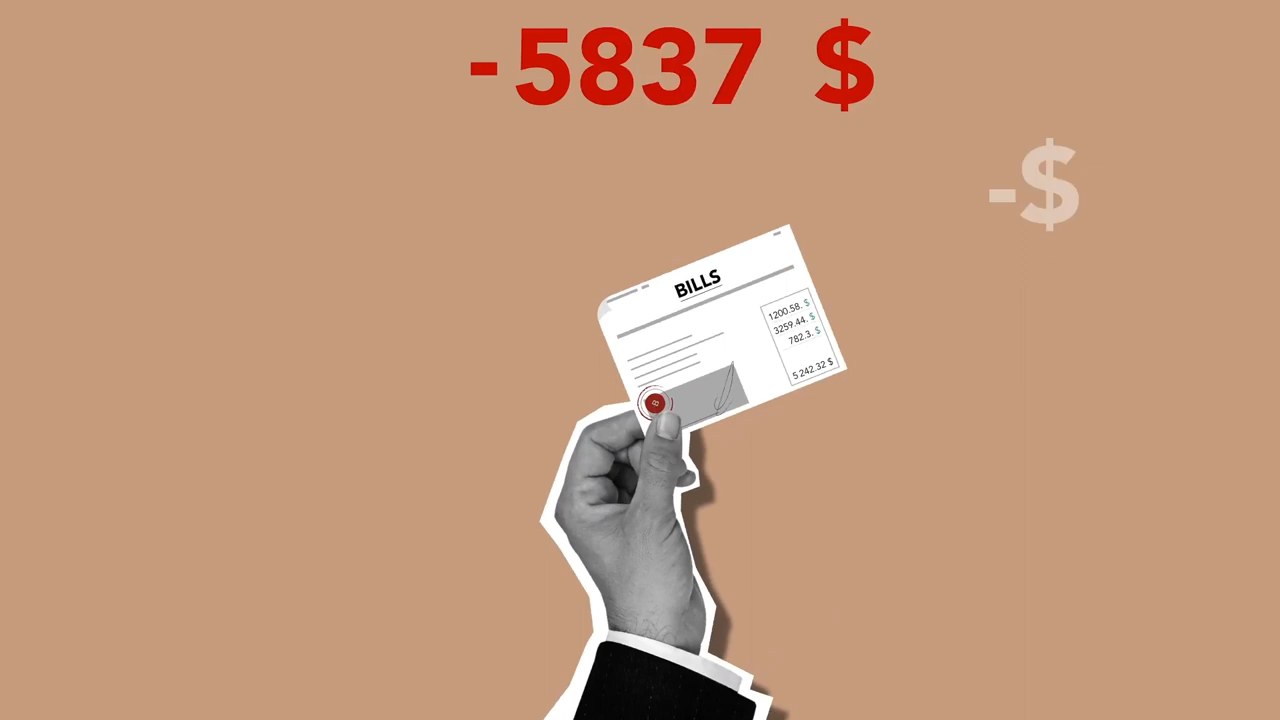 -5837 $
-$
BILLS
1200.58. $
3259.44. $
782.3. $
5 242.32 $
B